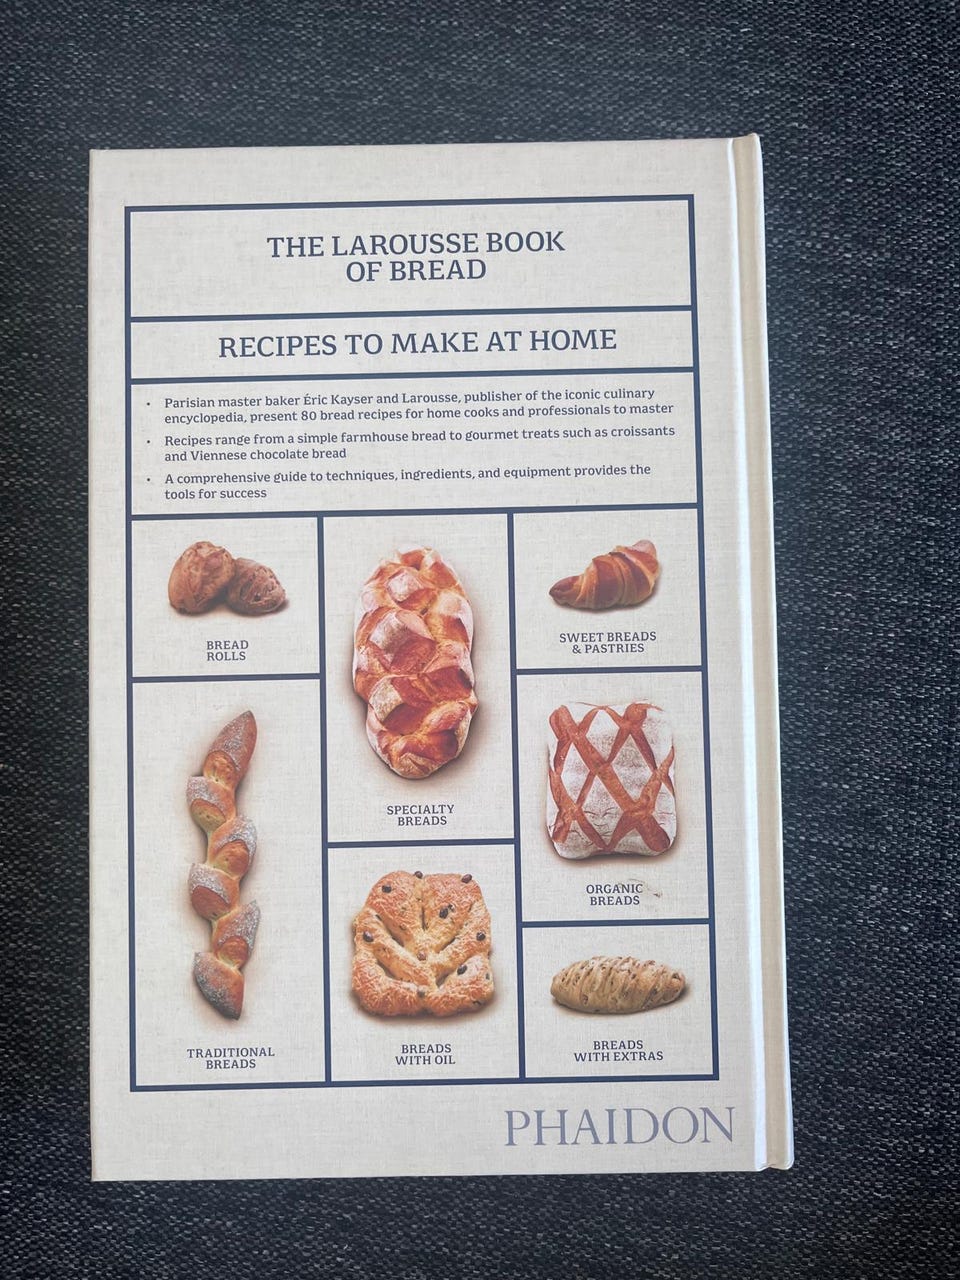 THE LAROUSSE BOOK
OF BREAD
RECIPES TO MAKE AT HOME
• Parisian master baker Éric Kayser and Larousse, publisher of the iconic culinary
encyclopedia, present 80 bread recipes for home cooks and professionals to master
• Recipes range from a simple farmhouse bread to gourmet treats such as croissants
and Viennese chocolate bread
• A comprehensive guide to techniques, ingredients, and equipment provides the
tools for success
BREAD
ROLLS
SPECIALTY
BREADS
SWEET BREADS
& PASTRIES
TRADITIONAL
BREADS
BREADS
WITH OIL
ORGANIC
BREADS
BREADS
WITH EXTRAS
PHAIDON